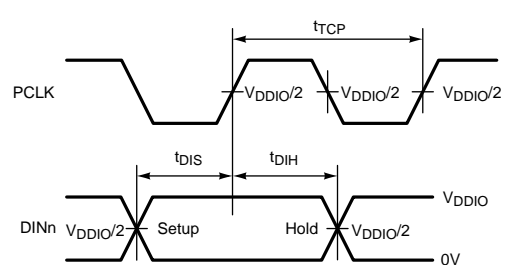 tTCP
PCLK VDDIO/2 VDDIO/2 VDDIO/2
tDIS tDIH
VDDIO
DINn VDDIO/2 Setup Hold VDDIO/2
0V